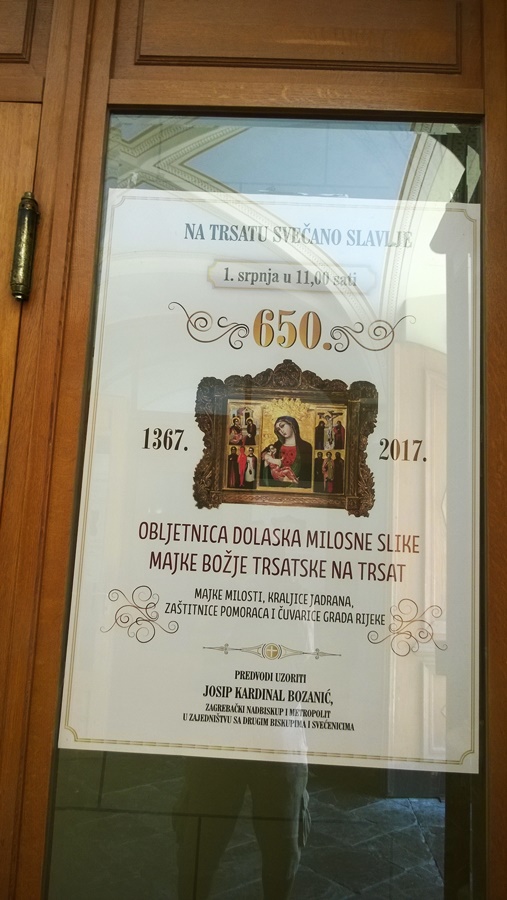 NA TRSATU SVEČANO SLAVLJE
1. srpnja u 11,00 sati
650.
1367.
2017.
OBLJETNICA DOLASKA MILOSNE SLIKE
MAJKE BOŽJE TRSATSKE NA TRSAT
MAJKE MILOSTI, KRALJICE JADRANA,
ZAŠTITNICE POMORACA I ČUVARICE GRADA RIJEKE
PREDVODI UZORITI
JOSIP KARDINAL BOZANIĆ,
ZAGREBAČKI NADBISKUP I METROPOLIT
U ZAJEDNIŠTVU SA DRUGIM BISKUPIMA I SVEĆENICIMA